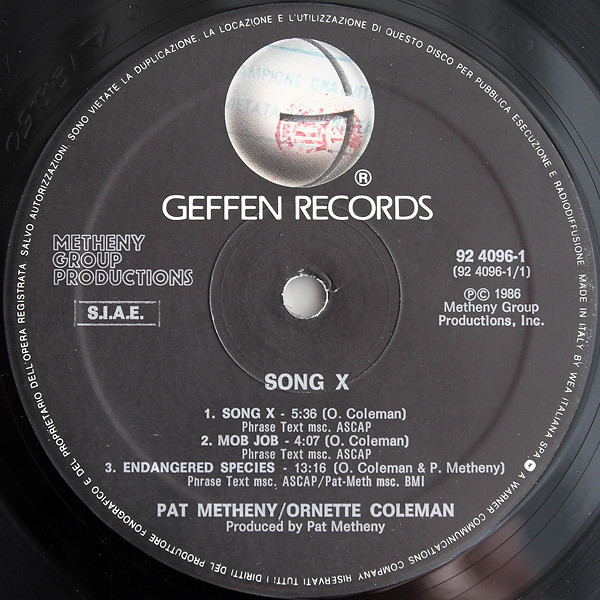 SONO VIETATE LA DUPLICAZIONE, LA LOCAZIONE E L'UTILIZZAZIONE DI QUESTO DISCO PER PUBBLICA ESECUZIONE E RADIODIFFUSIONE. MADE IN ITALY BY WEA ITALIANA SPA
A WARNER COMMUNICATIONS COMPANY. RISERVATI TUTTI I DIRITTI DEL PRODUTTORE FONOGRAFICO E DEL PROPRIETARIO DELL'OPERA REGISTRATA. SALVO AUTORIZZAZIONI.
CAMPIONE
®
GEFFEN RECORDS
METHENY
GROUP
PRODUCTIONS
S.I.A.E.
92 4096-1
(92 4096-1/1)
℗© 1986
Metheny Group
Productions, Inc.
SONG X
1. SONG X - 5:36 (O. Coleman)
Phrase Text msc. ASCAP
2. MOB JOB - 4:07 (O. Coleman)
Phrase Text msc. ASCAP
3. ENDANGERED SPECIES - 13:16 (O. Coleman & P. Metheny)
Phrase Text msc. ASCAP/Pat-Meth msc. BMI
PAT METHENY/ORNETTE COLEMAN
Produced by Pat Metheny